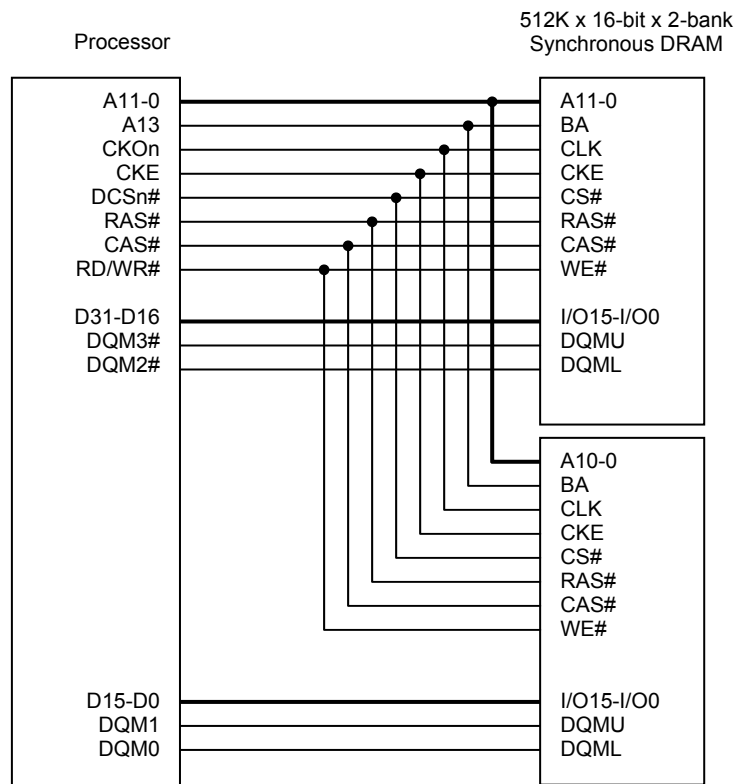 512K x 16-bit x 2-bank
Synchronous DRAM
Processor
A11-0
A13
CKOn
CKE
DCSn#
RAS#
CAS#
RD/WR#
D31-D16
DQM3#
DQM2#
D15-D0
DQM1
DQM0
A11-0
BA
CLK
CKE
CS#
RAS#
CAS#
WE#
I/O15-I/O0
DQMU
DQML
A10-0
BA
CLK
CKE
CS#
RAS#
CAS#
WE#
I/O15-I/O0
DQMU
DQML